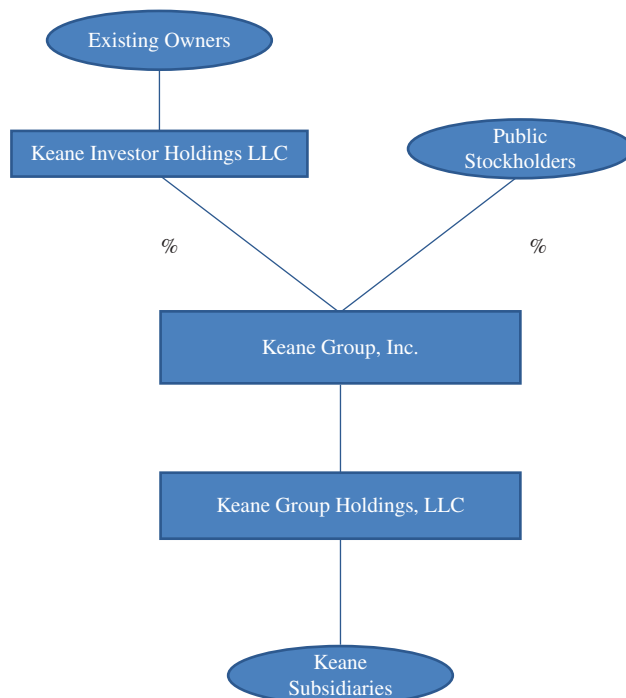 Existing Owners
Keane Investor Holdings LLC
Public
Stockholders
%
%
Keane Group, Inc.
Keane Group Holdings, LLC
Keane
Subsidiaries